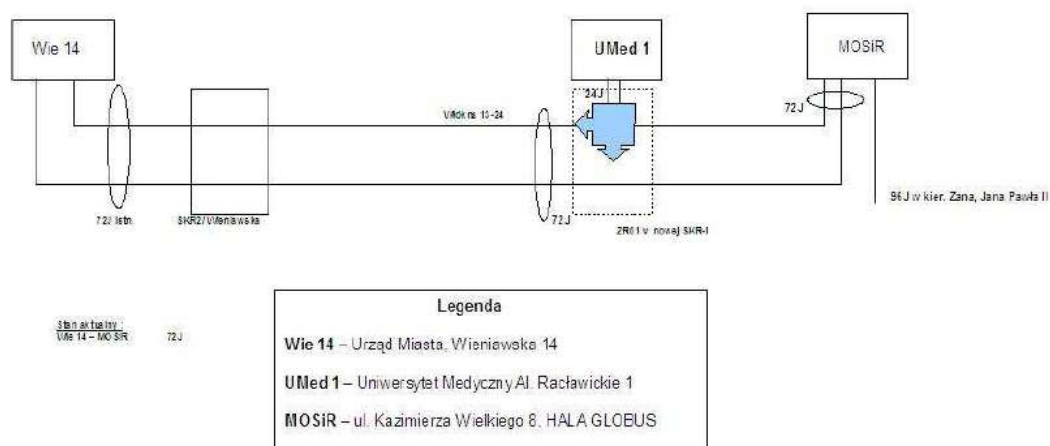 Wie 14
UMed 1
MOSiR
24J
72J
Włókna 13-24
72J istn.
SKR2/Wieniawska
72J
ZR01 w nowej SKR-1
96J w kier. Zana, Jana Pawła II
Stan aktualny:
Wie 14 – MOSiR 72J
Legenda
Wie 14 – Urząd Miasta, Wieniawska 14
UMed 1 – Uniwersytet Medyczny Al. Racławickie 1
MOSiR – ul. Kazimierza Wielkiego 8, HALA GLOBUS